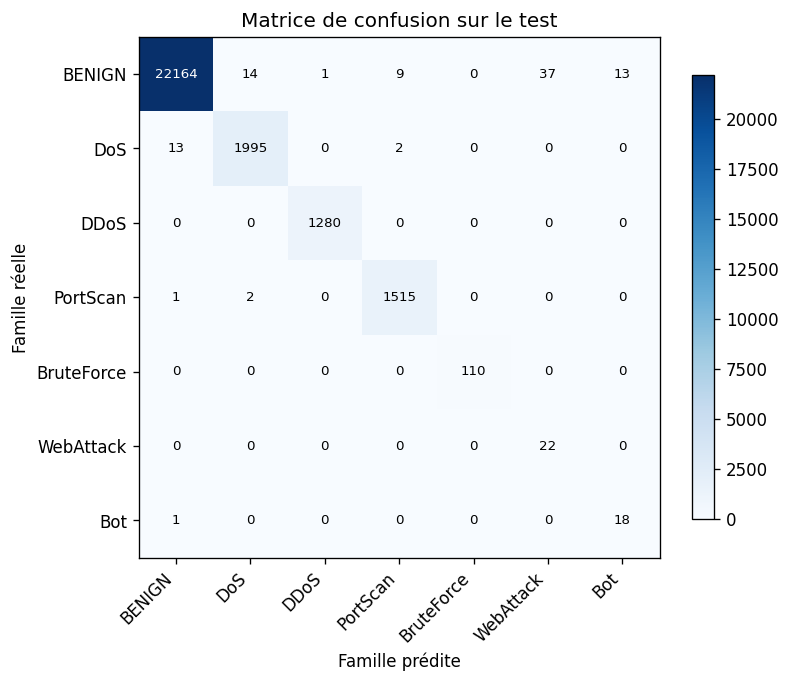 Matrice de confusion sur le test
BENIGN 22164 14 1 9 0 37 13
DoS 13 1995 0 2 0 0 0
DDoS 0 0 1280 0 0 0 0
PortScan 1 2 0 1515 0 0 0
BruteForce 0 0 0 0 110 0 0
WebAttack 0 0 0 0 0 22 0
Bot 1 0 0 0 0 0 18
Famille réelle
BENIGN DoS DDoS PortScan BruteForce WebAttack Bot
Famille prédite
20000
17500
15000
12500
10000
7500
5000
2500
0